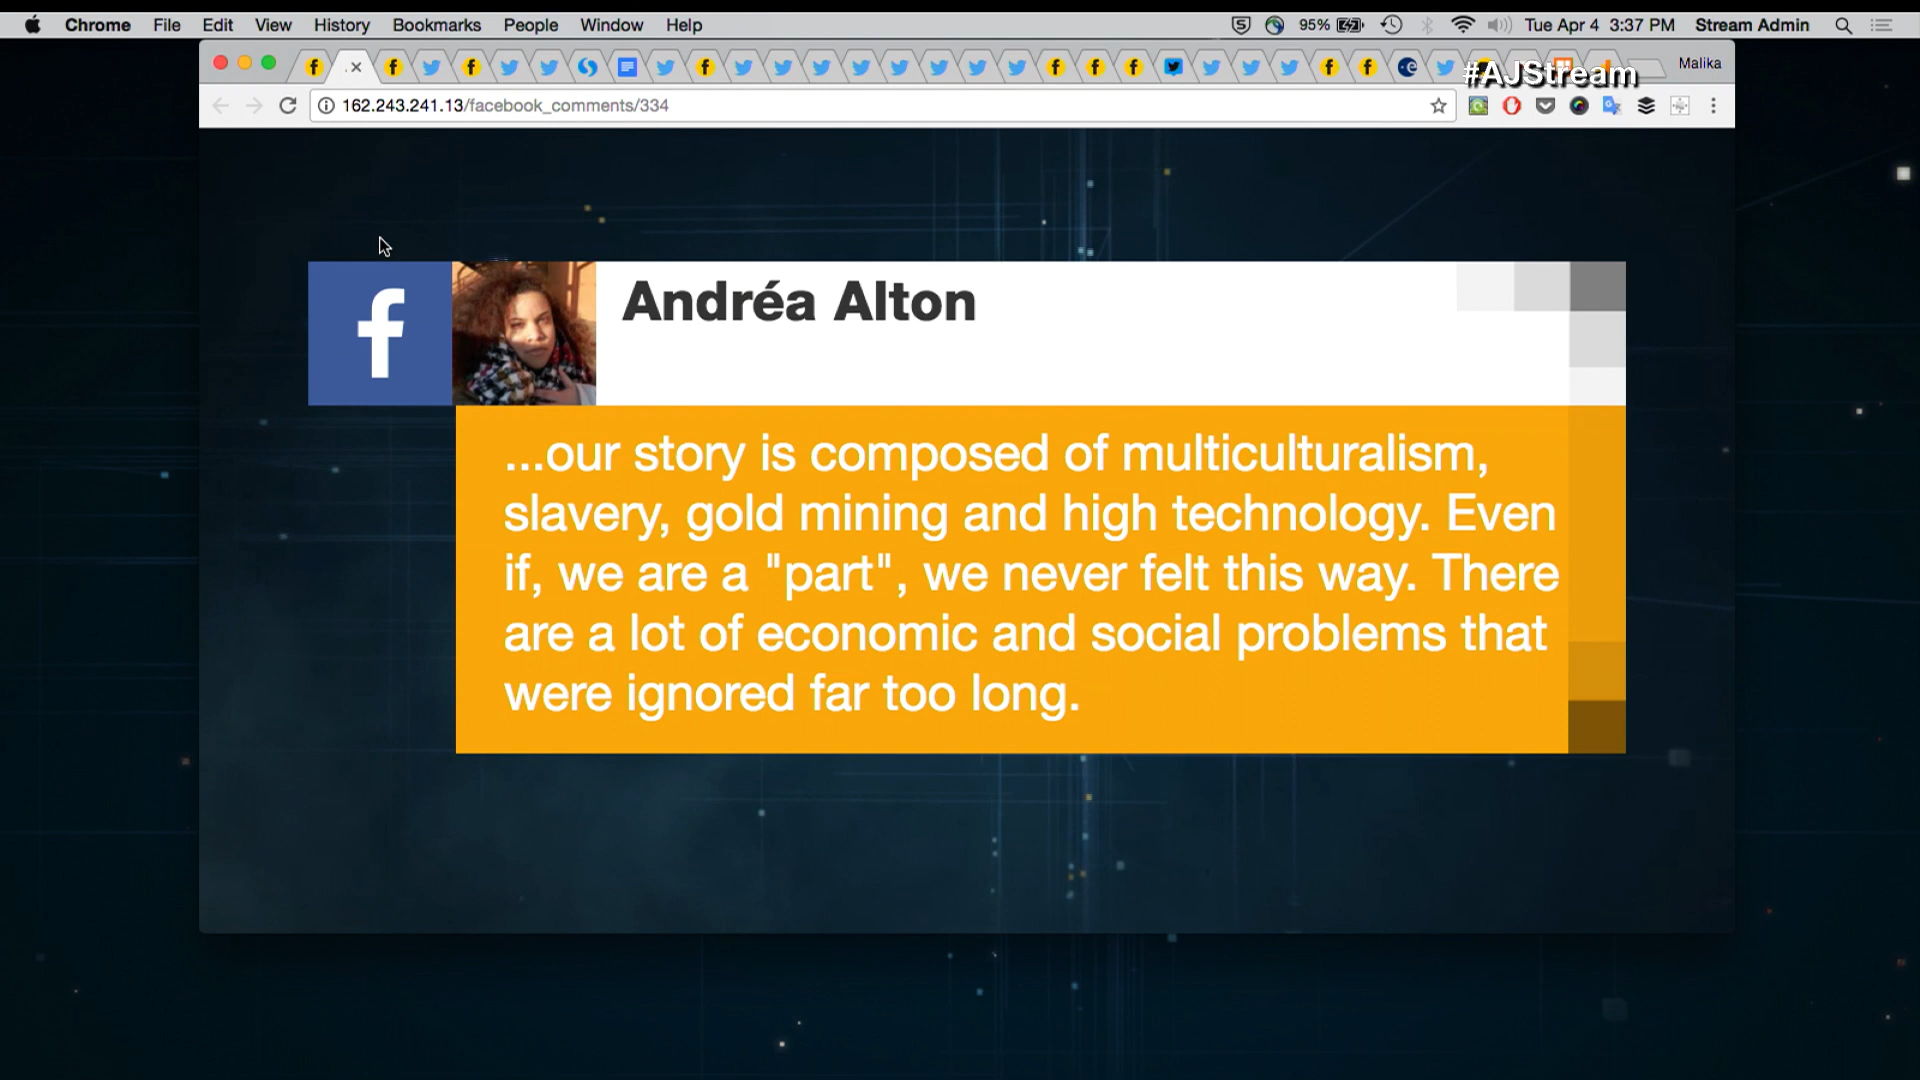 Chrome File Edit View History Bookmarks People Window Help 95% Tue Apr 4 3:37 PM Stream Admin
Malika
#AJStream
162.243.241.13/facebook_comments/334
Andréa Alton
...our story is composed of multiculturalism,
slavery, gold mining and high technology. Even
if, we are a "part", we never felt this way. There
are a lot of economic and social problems that
were ignored far too long.